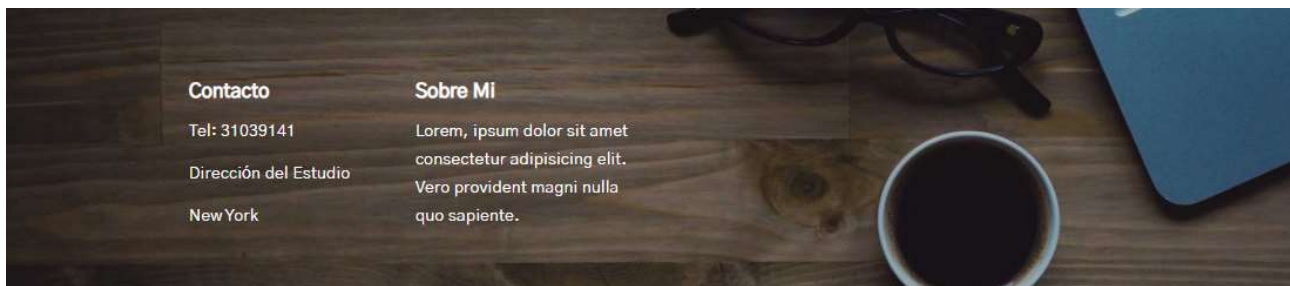 Contacto
Tel: 31039141
Dirección del Estudio
New York
Sobre Mi
Lorem, ipsum dolor sit amet
consectetur adipisicing elit.
Vero provident magni nulla
quo sapiente.